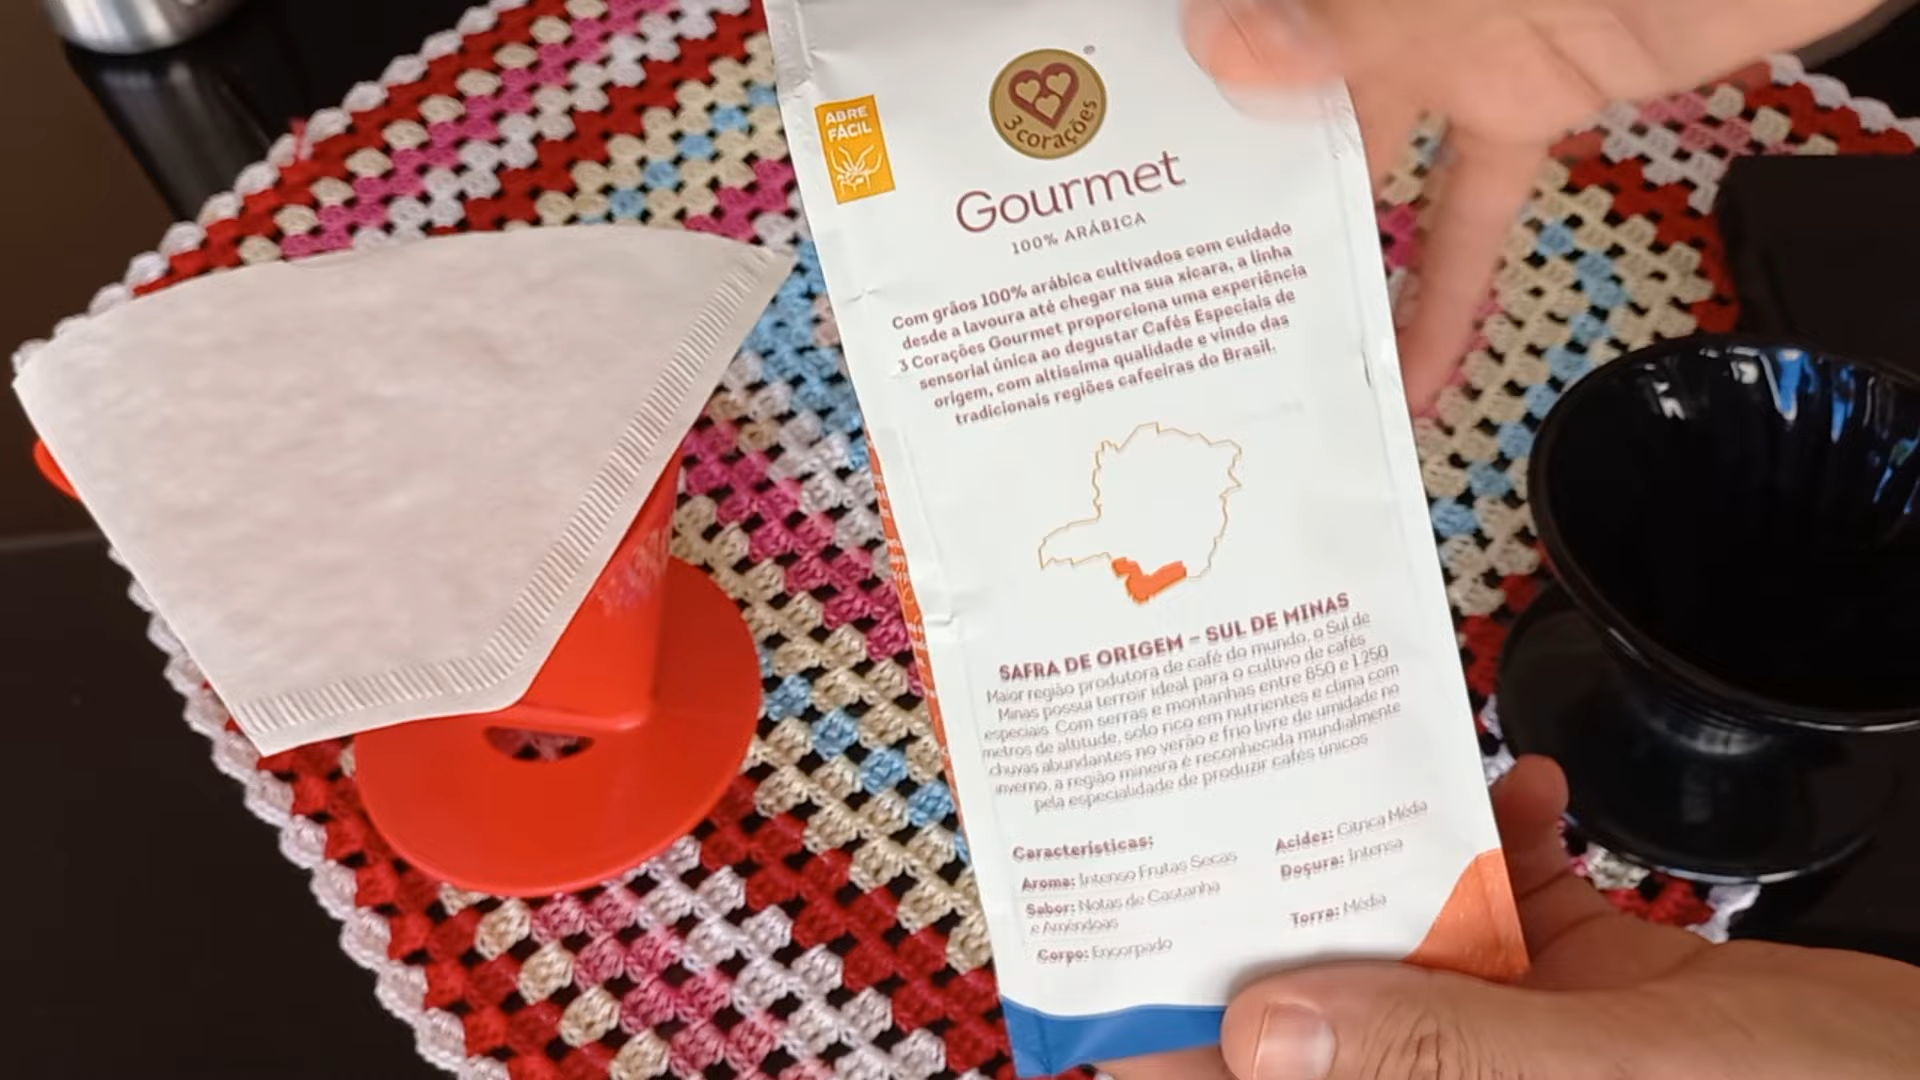 ABRE
FÁCIL
3 corações
®
Gourmet
100% ARÁBICA
Com grãos 100% arábica cultivados com cuidado
desde a lavoura até chegar na sua xícara, a linha
3 Corações Gourmet proporciona uma experiência
sensorial única ao degustar Cafés Especiais de
origem, com altíssima qualidade e vindo das
tradicionais regiões cafeeiras do Brasil.
SAFRA DE ORIGEM – SUL DE MINAS
Maior região produtora de café do mundo, o Sul de
Minas possui terroir ideal para o cultivo de cafés
especiais. Com serras e montanhas entre 850 e 1.250
metros de altitude, solo rico em nutrientes e clima com
chuvas abundantes no verão e frio livre de umidade no
inverno, a região mineira é reconhecida mundialmente
pela especialidade de produzir cafés únicos
Características:
Aroma: Intenso Frutas Secas
Sabor: Notas de Castanha
e Amêndoas
Corpo: Encorpado
Acidez: Cítrica Média
Doçura: Intensa
Torra: Média